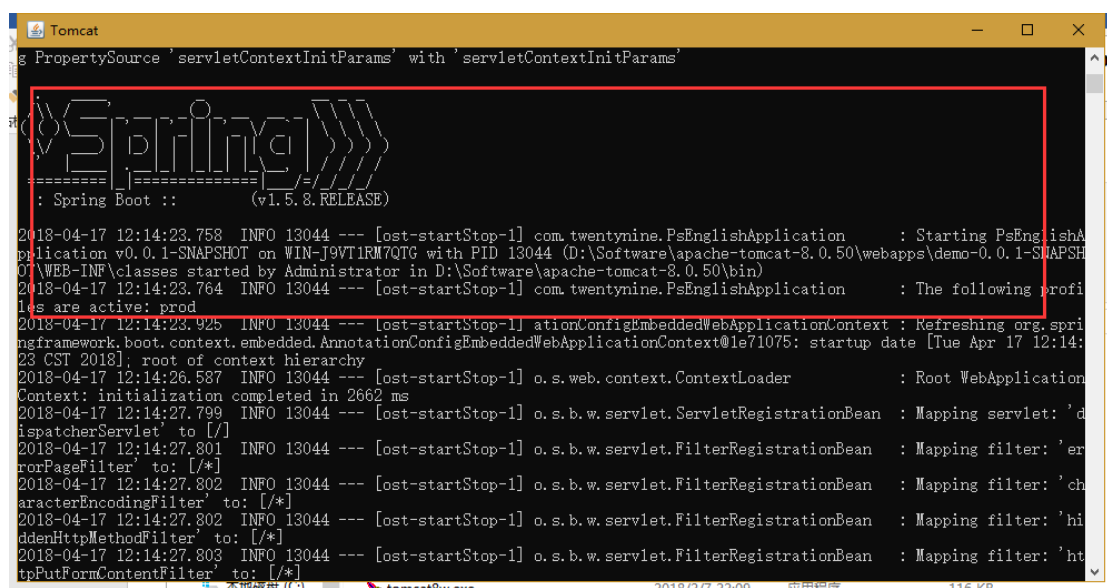 Tomcat
g PropertySource 'servletContextInitParams' with 'servletContextInitParams'
Spring
:: Spring Boot ::        (v1.5.8.RELEASE)
2018-04-17 12:14:23.758  INFO 13044 --- [ost-startStop-1] com.twentynine.PsEnglishApplication      : Starting PsEnglishA
pplication v0.0.1-SNAPSHOT on WIN-J9VT1RM7QTG with PID 13044 (D:\Software\apache-tomcat-8.0.50\webapps\demo-0.0.1-SNAPSH
OT\WEB-INF\classes started by Administrator in D:\Software\apache-tomcat-8.0.50\bin)
2018-04-17 12:14:23.764  INFO 13044 --- [ost-startStop-1] com.twentynine.PsEnglishApplication      : The following profi
les are active: prod
2018-04-17 12:14:23.925  INFO 13044 --- [ost-startStop-1] ationConfigEmbeddedWebApplicationContext : Refreshing org.spri
ngframework.boot.context.embedded.AnnotationConfigEmbeddedWebApplicationContext@1e71075: startup date [Tue Apr 17 12:14:
23 CST 2018]; root of context hierarchy
2018-04-17 12:14:26.587  INFO 13044 --- [ost-startStop-1] o.s.web.context.ContextLoader            : Root WebApplication
Context: initialization completed in 2662 ms
2018-04-17 12:14:27.799  INFO 13044 --- [ost-startStop-1] o.s.b.w.servlet.ServletRegistrationBean  : Mapping servlet: 'd
ispatcherServlet' to [/]
2018-04-17 12:14:27.801  INFO 13044 --- [ost-startStop-1] o.s.b.w.servlet.FilterRegistrationBean   : Mapping filter: 'er
rorPageFilter' to: [/*]
2018-04-17 12:14:27.802  INFO 13044 --- [ost-startStop-1] o.s.b.w.servlet.FilterRegistrationBean   : Mapping filter: 'ch
aracterEncodingFilter' to: [/*]
2018-04-17 12:14:27.802  INFO 13044 --- [ost-startStop-1] o.s.b.w.servlet.FilterRegistrationBean   : Mapping filter: 'hi
ddenHttpMethodFilter' to: [/*]
2018-04-17 12:14:27.803  INFO 13044 --- [ost-startStop-1] o.s.b.w.servlet.FilterRegistrationBean   : Mapping filter: 'ht
tpPutFormContentFilter' to: [/*]